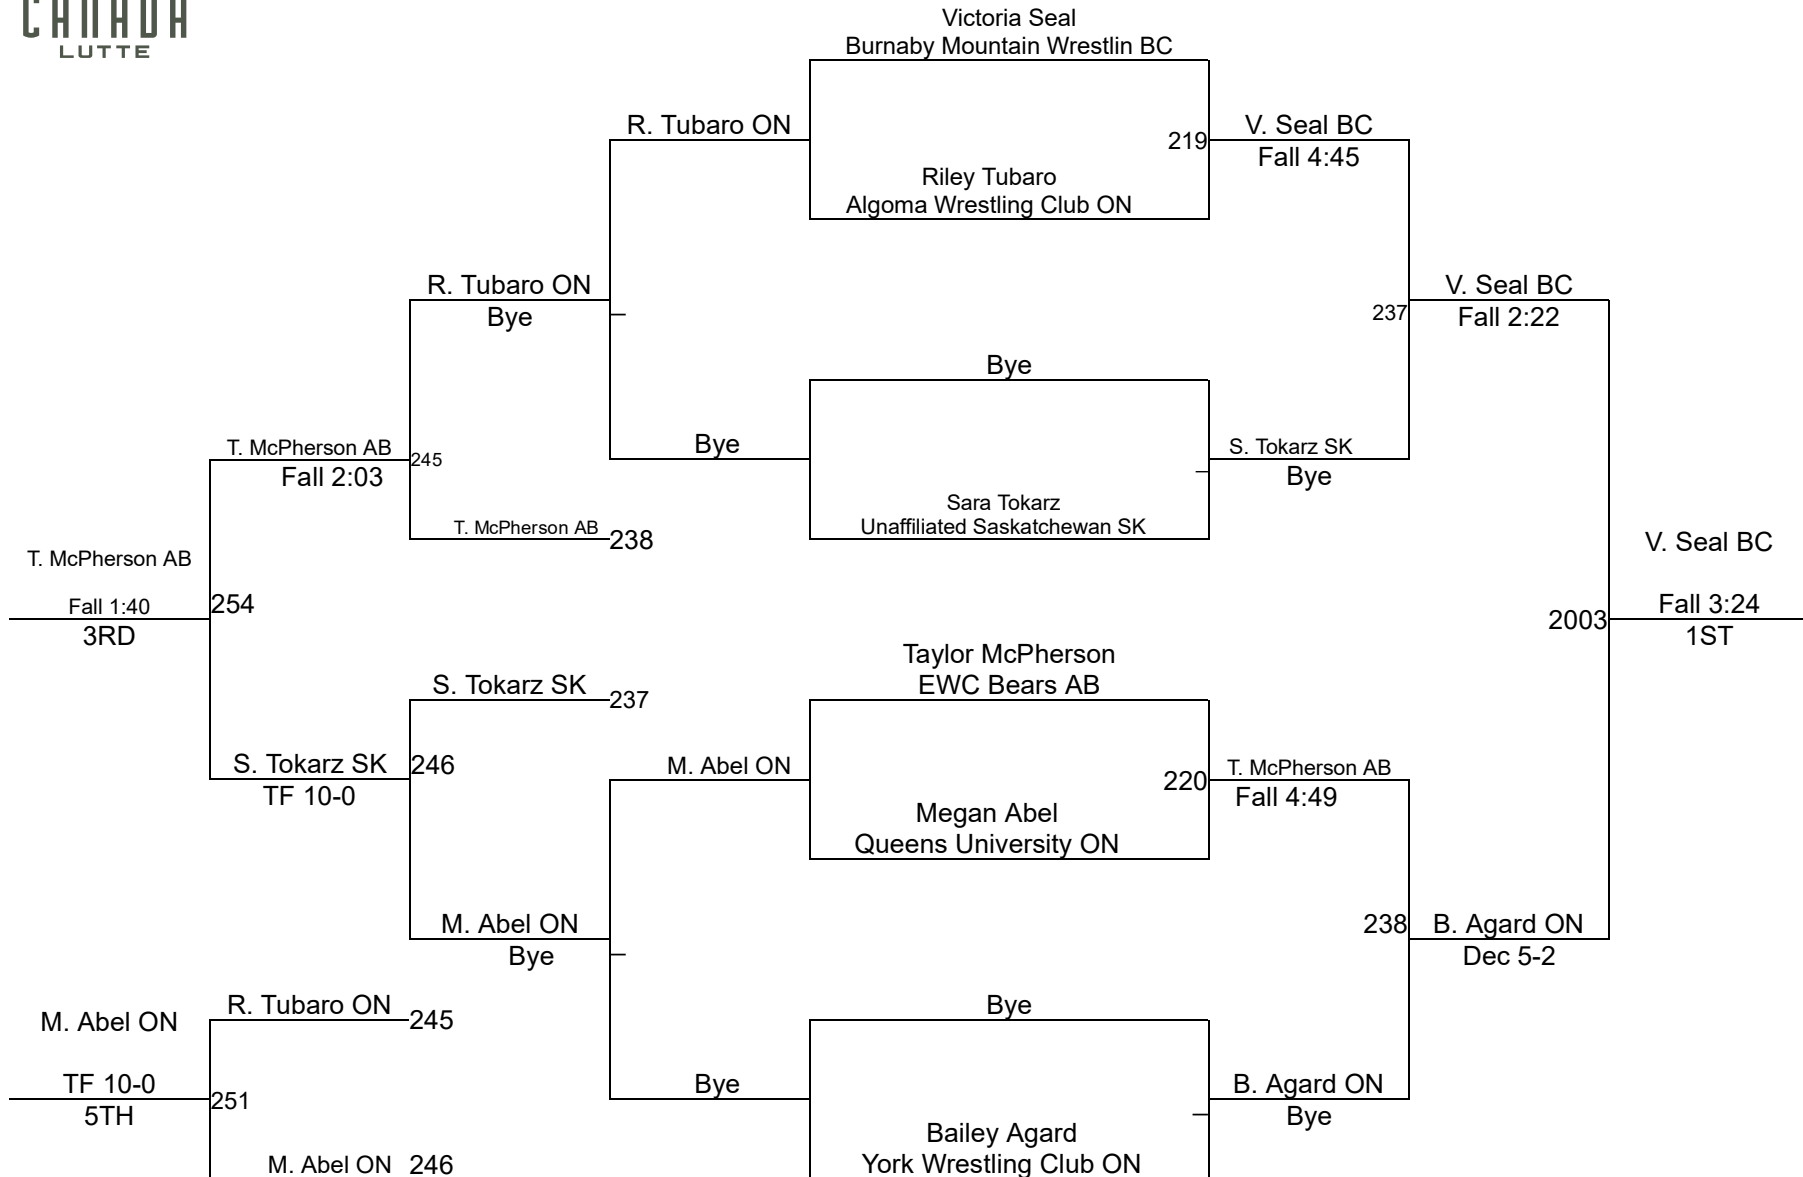 CANADA
LUTTE
Victoria Seal
Burnaby Mountain Wrestlin BC
R. Tubaro ON
219
V. Seal BC
Fall 4:45
Riley Tubaro
Algoma Wrestling Club ON
R. Tubaro ON
Bye
V. Seal BC
237
Fall 2:22
Bye
T. McPherson AB
245
Fall 2:03
Bye
S. Tokarz SK
Bye
Sara Tokarz
Unaffiliated Saskatchewan SK
T. McPherson AB
238
T. McPherson AB
Fall 1:40
3RD
254
V. Seal BC
2003
Fall 3:24
1ST
Taylor McPherson
EWC Bears AB
S. Tokarz SK
237
S. Tokarz SK
246
TF 10-0
M. Abel ON
220
T. McPherson AB
Fall 4:49
Megan Abel
Queens University ON
M. Abel ON
Bye
238
B. Agard ON
Dec 5-2
M. Abel ON
R. Tubaro ON
245
Bye
TF 10-0
5TH
251
Bye
B. Agard ON
Bye
Bailey Agard
York Wrestling Club ON
M. Abel ON
246